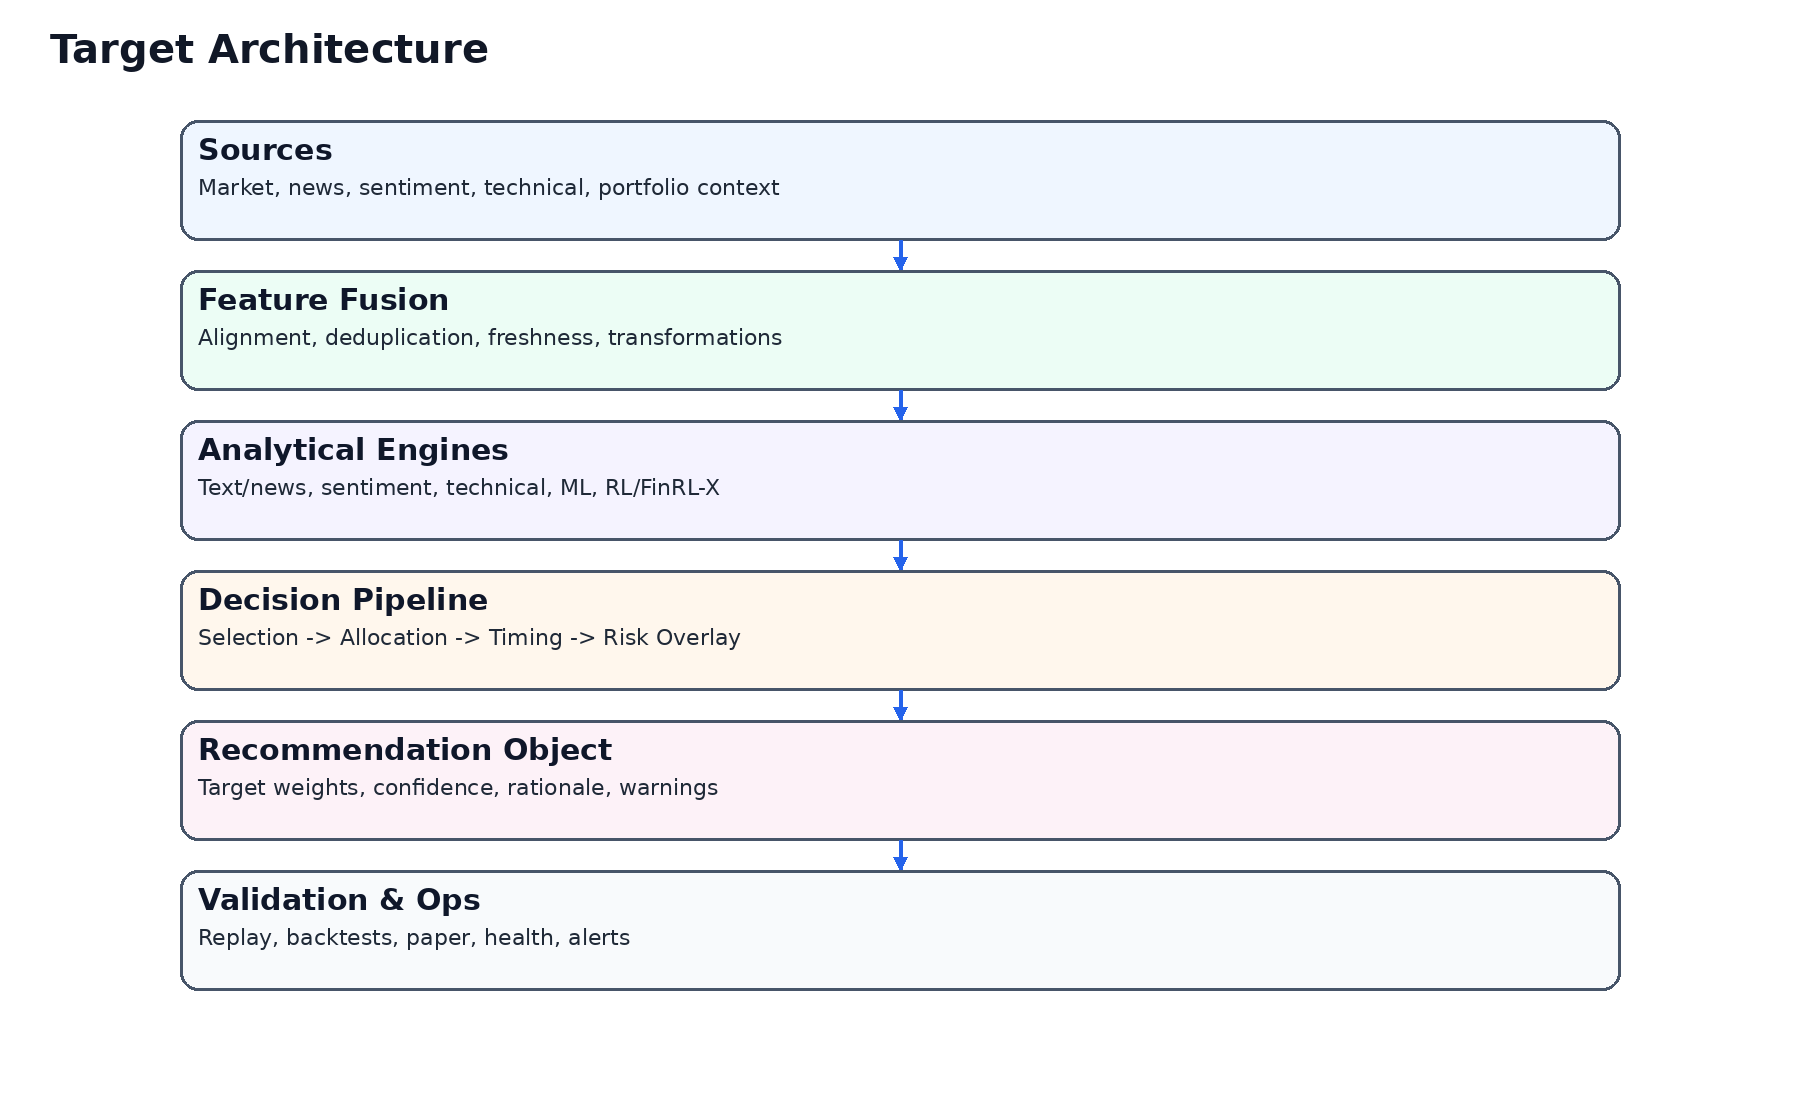 Target Architecture
Sources
Market, news, sentiment, technical, portfolio context
Feature Fusion
Alignment, deduplication, freshness, transformations
Analytical Engines
Text/news, sentiment, technical, ML, RL/FinRL-X
Decision Pipeline
Selection -> Allocation -> Timing -> Risk Overlay
Recommendation Object
Target weights, confidence, rationale, warnings
Validation & Ops
Replay, backtests, paper, health, alerts